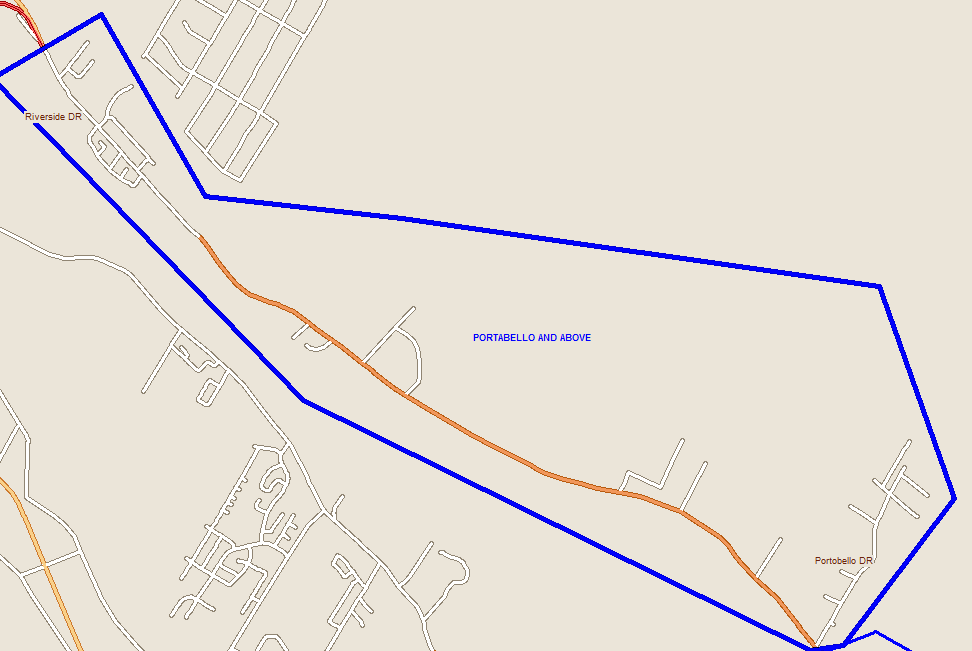 Riverside DR
PORTABELLO AND ABOVE
Portobello DR